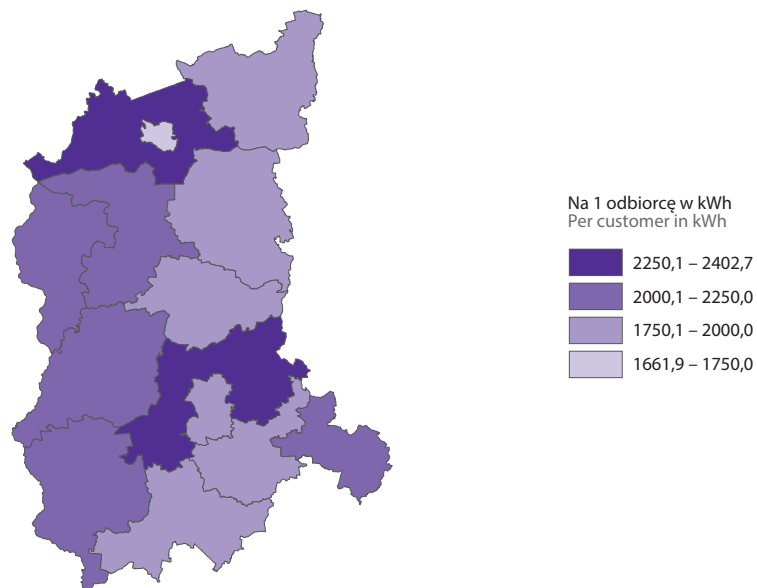 Na 1 odbiorcę w kWh
Per customer in kWh
2250,1 – 2402,7
2000,1 – 2250,0
1750,1 – 2000,0
1661,9 – 1750,0